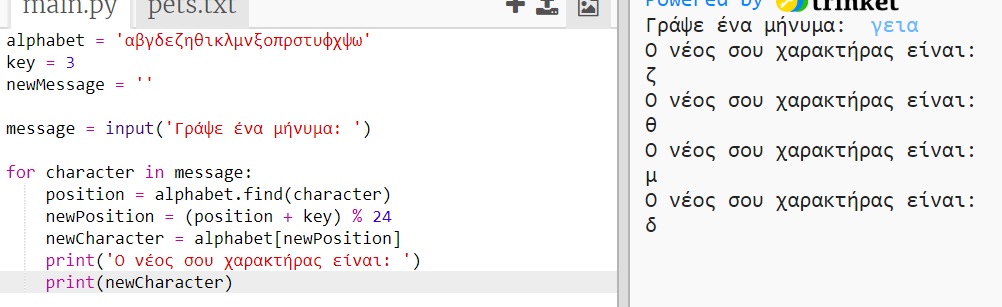 main.py pets.txt
alphabet = 'αβγδεζηθικλμνξοπρστυφχψω'
key = 3
newMessage = ''
message = input('Γράψε ένα μήνυμα: ')
for character in message:
position = alphabet.find(character)
newPosition = (position + key) % 24
newCharacter = alphabet[newPosition]
print('Ο νέος σου χαρακτήρας είναι: ')
print(newCharacter)
Powered by trinket
Γράψε ένα μήνυμα: γεια
Ο νέος σου χαρακτήρας είναι:
ζ
Ο νέος σου χαρακτήρας είναι:
θ
Ο νέος σου χαρακτήρας είναι:
μ
Ο νέος σου χαρακτήρας είναι:
δ